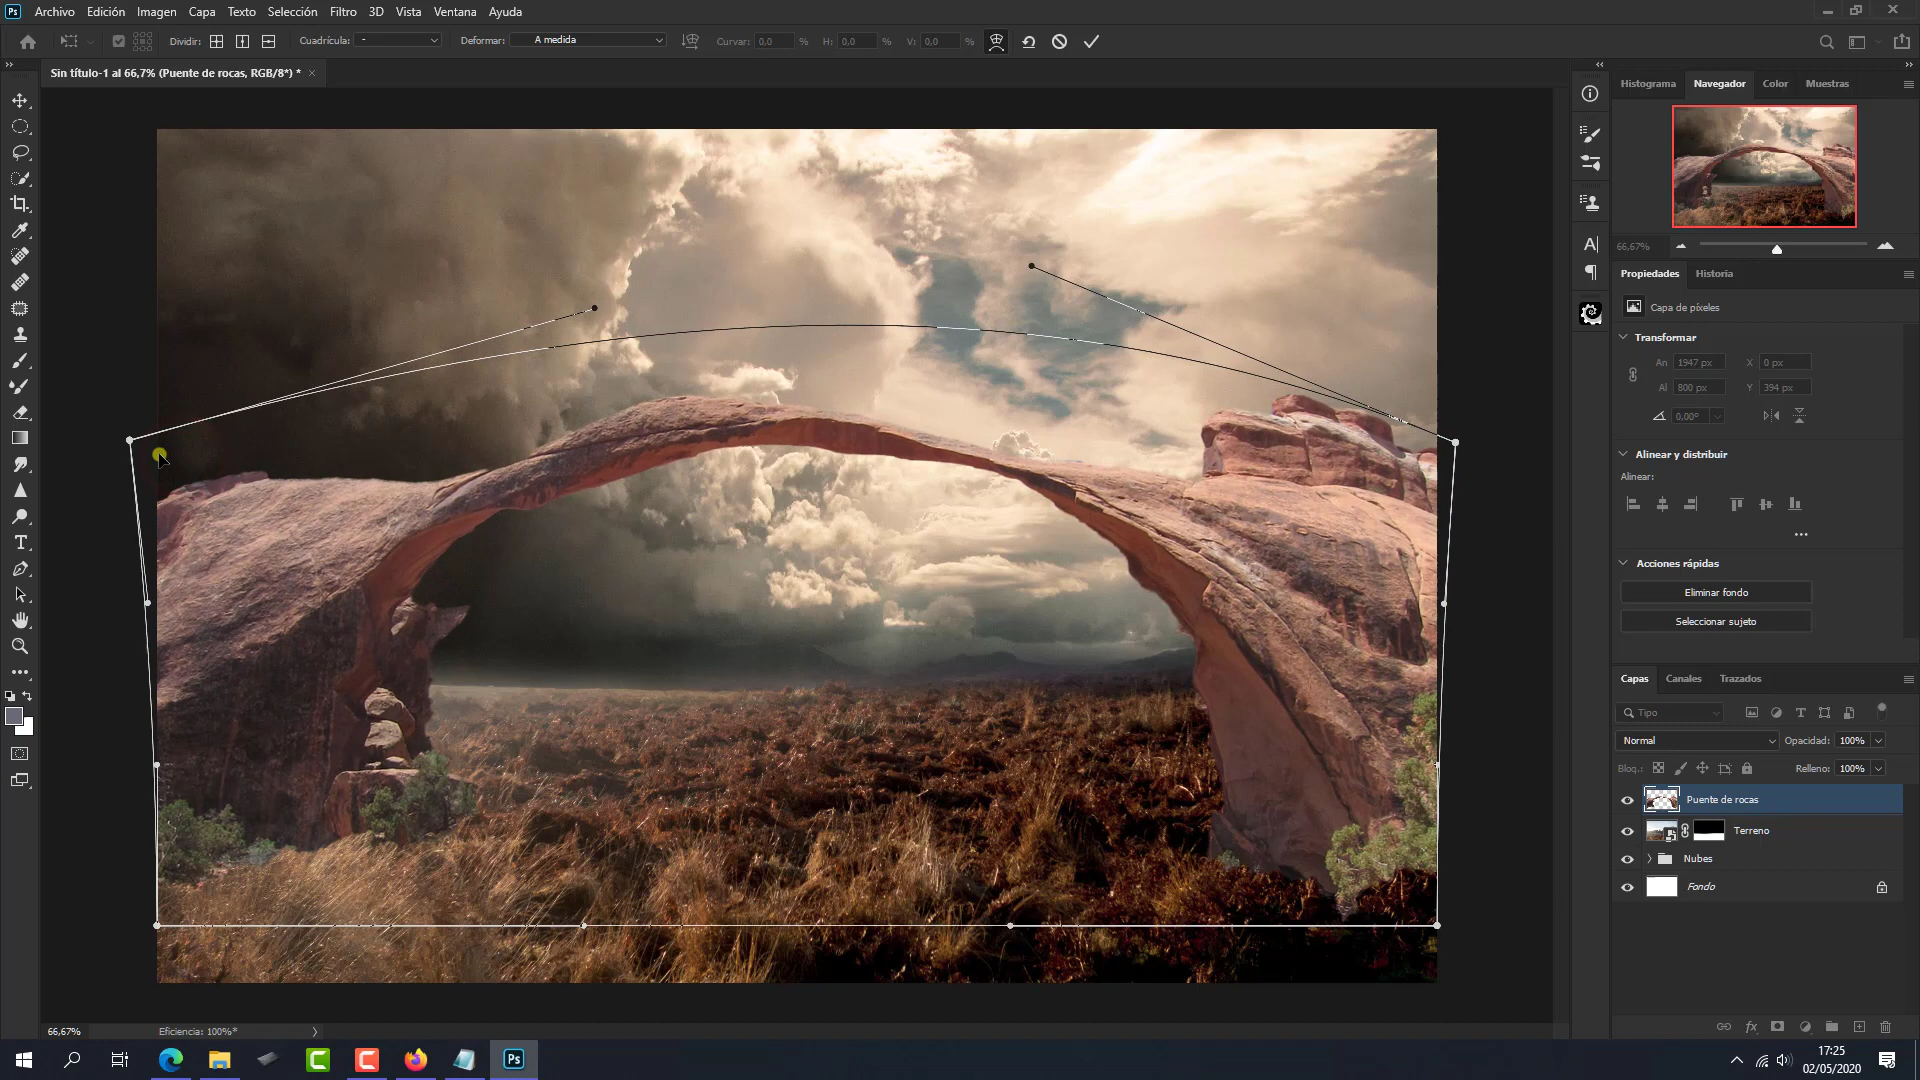 Ps Archivo Edición Imagen Capa Texto Selección Filtro 3D Vista Ventana Ayuda
Dividir: Cuadrícula: - Deformar: A medida Curvar: 0,0 % H: 0,0 % V: 0,0 %
Sin título-1 al 66,7% (Puente de rocas, RGB/8*) * ×
Histograma Navegador Color Muestras
66,67%
Propiedades Historia
Capa de píxeles
Transformar
An 1947 px X 0 px
Al 800 px Y 394 px
0,00°
Alinear y distribuir
Alinear:
Acciones rápidas
Eliminar fondo
Seleccionar sujeto
Capas Canales Trazados
Tipo
Normal Opacidad: 100%
Bloq.: Relleno: 100%
Puente de rocas
Terreno
Nubes
Fondo
fx
66,67% Eficiencia: 100%*
Ps
17:25
02/05/2020